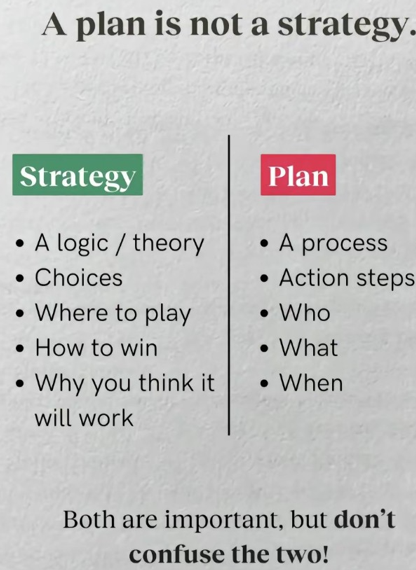 A plan is not a strategy.
Strategy
• A logic / theory
• Choices
• Where to play
• How to win
• Why you think it
will work
Plan
• A process
• Action steps
• Who
• What
• When
Both are important, but don't
confuse the two!